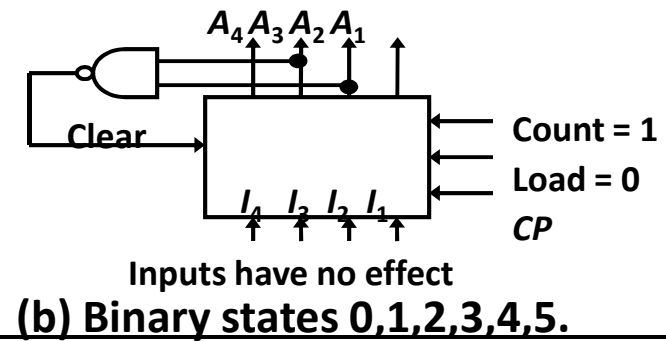 A4 A3 A2 A1
Clear
Count = 1
Load = 0
I4 I3 I2 I1
CP
Inputs have no effect
(b) Binary states 0,1,2,3,4,5.